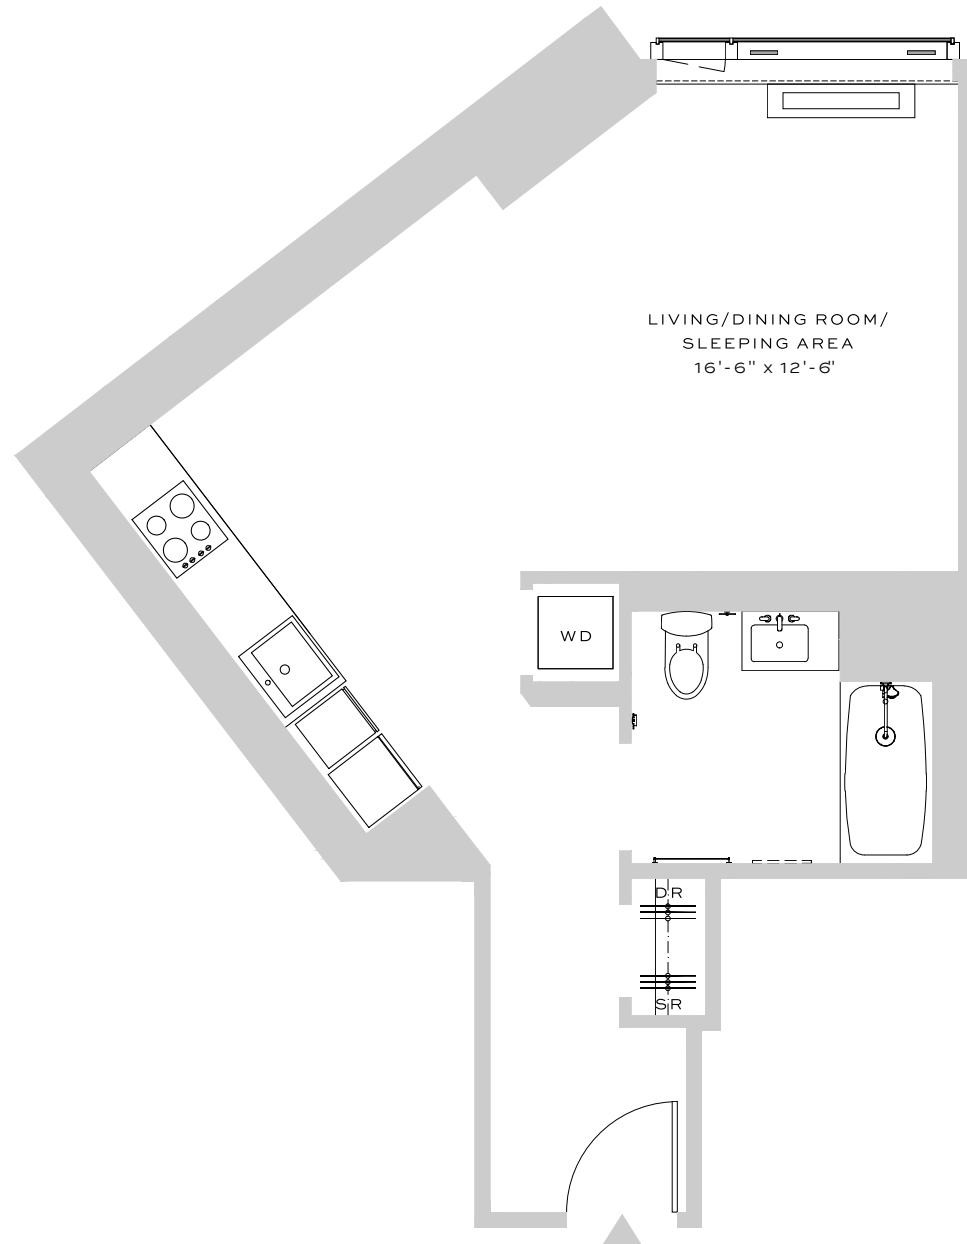 LIVING/DINING ROOM/
SLEEPING AREA
16'-6" x 12'-6"
WD
DR
SR